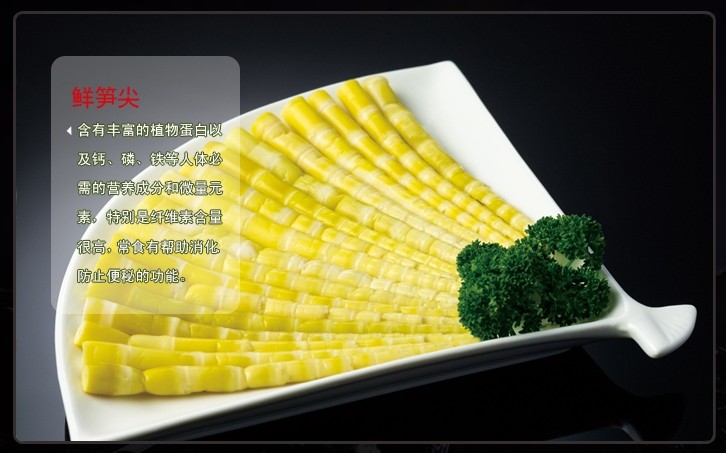 鲜笋尖
含有丰富的植物蛋白以
及钙、磷、铁等人体必
需的营养成分和微量元
素，特别是纤维素含量
很高，常食有帮助消化
防止便秘的功能。